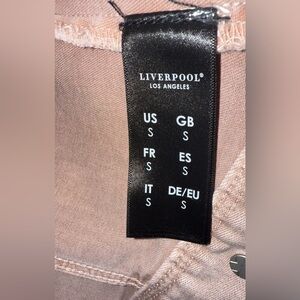 LIVERPOOL®
LOS ANGELES
US GB
S S
FR ES
S S
IT DE/EU
S S